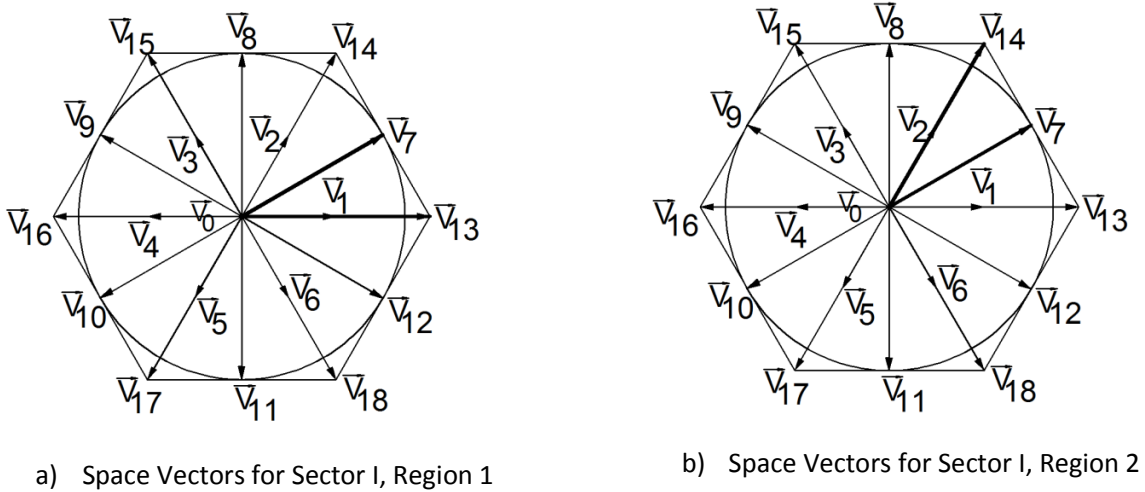 V15 V8 V14
V9 V3 V2 V7
V16 V4 V0 V1 V13
V10 V5 V6 V12
V17 V11 V18
a) Space Vectors for Sector I, Region 1
V15 V8 V14
V9 V3 V2 V7
V16 V4 V0 V1 V13
V10 V5 V6 V12
V17 V11 V18
b) Space Vectors for Sector I, Region 2